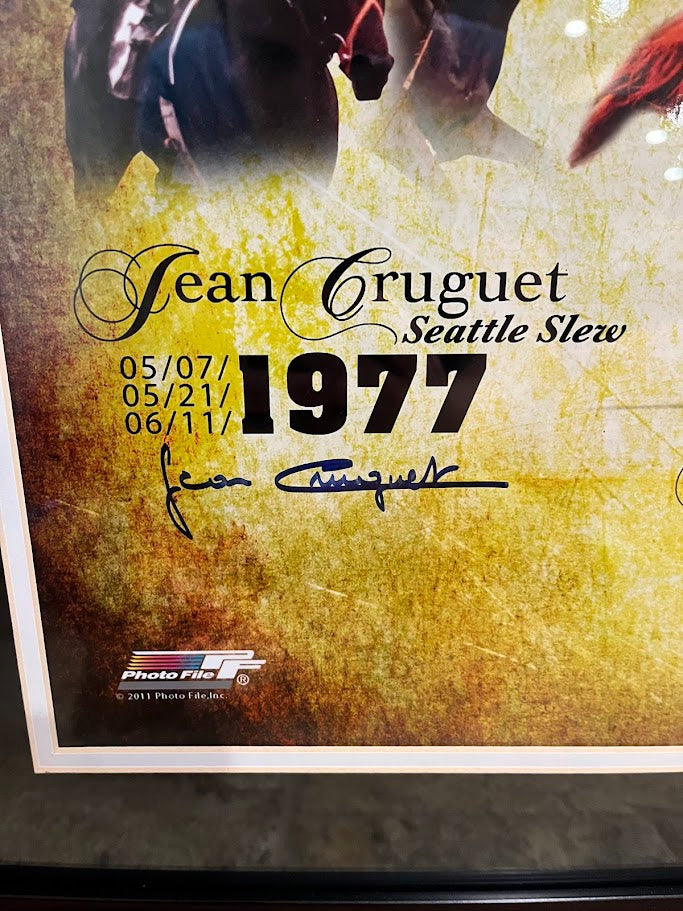 Jean Cruguet
Seattle Slew
05/07/
05/21/
06/11/
1977
Jean Cruguet
PF
Photo File ®
© 2011 Photo File, Inc.